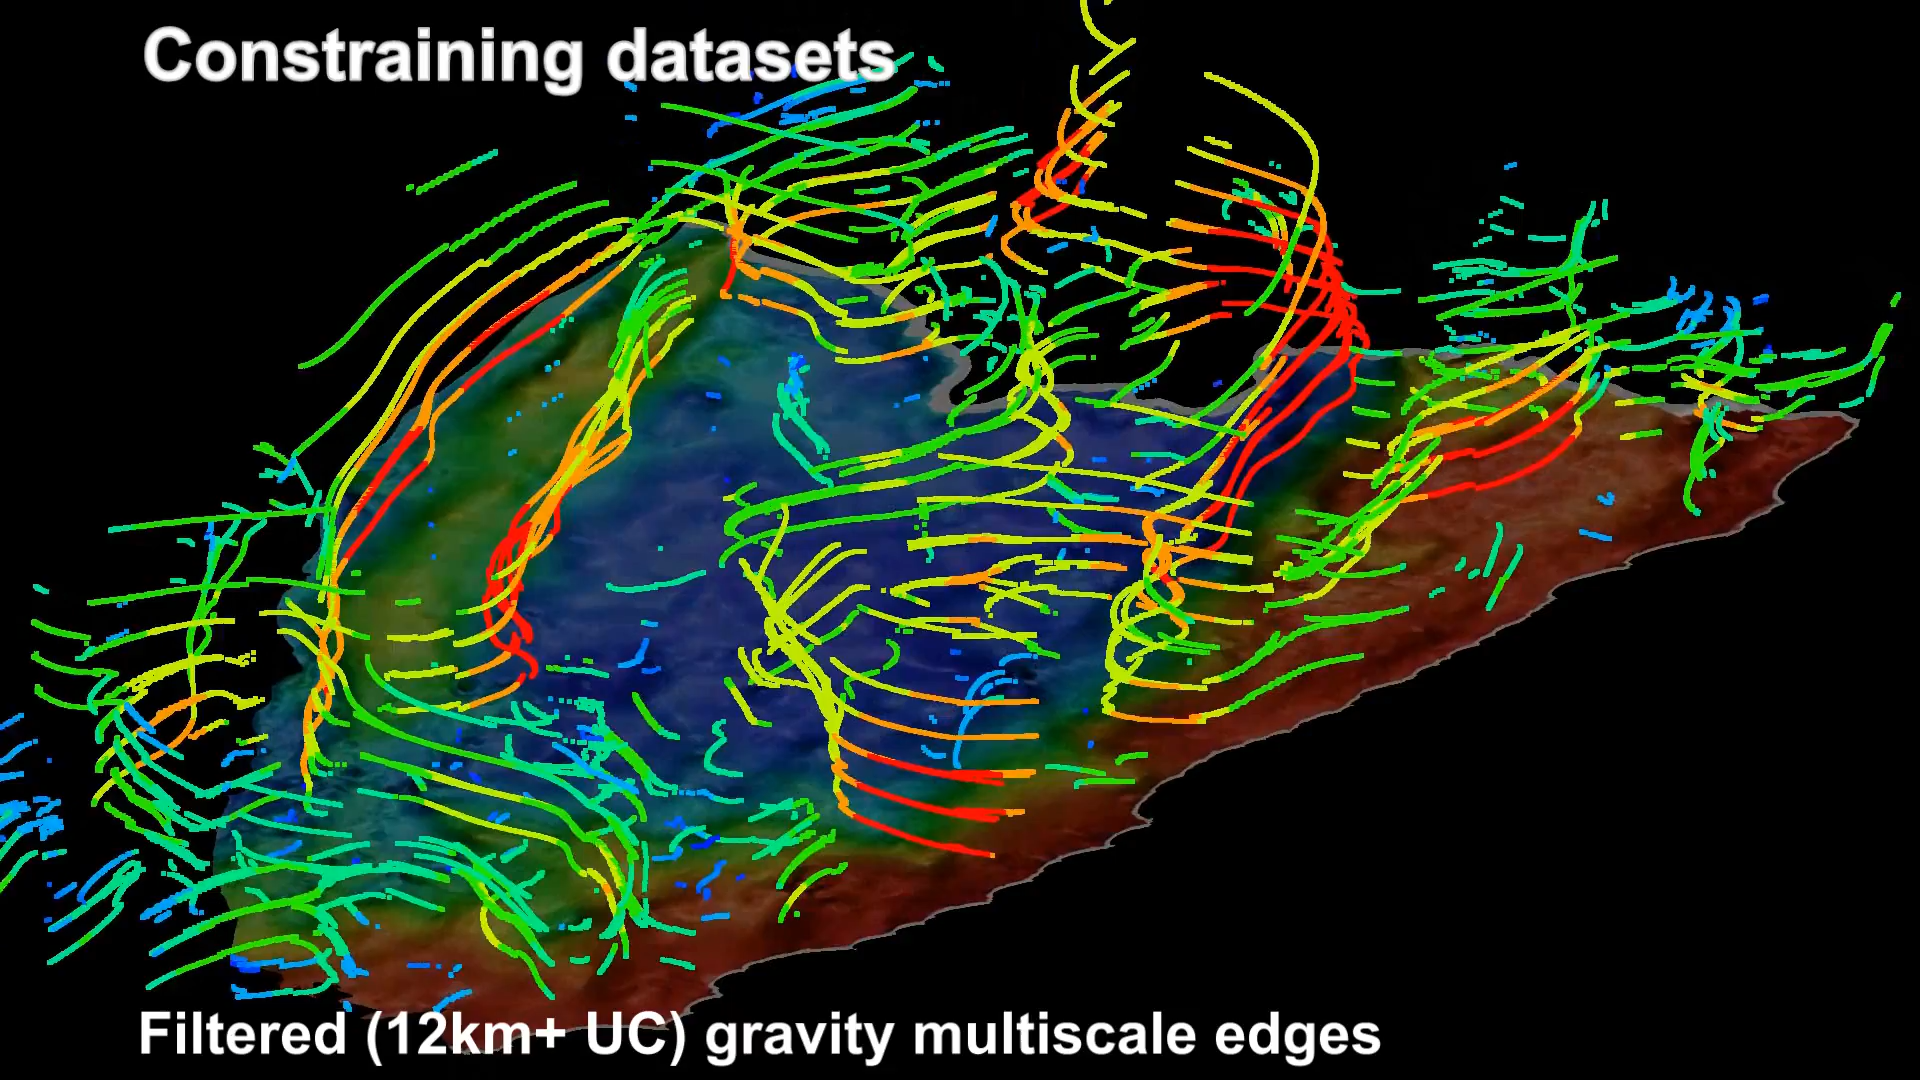 Constraining datasets
Filtered (12km+ UC) gravity multiscale edges